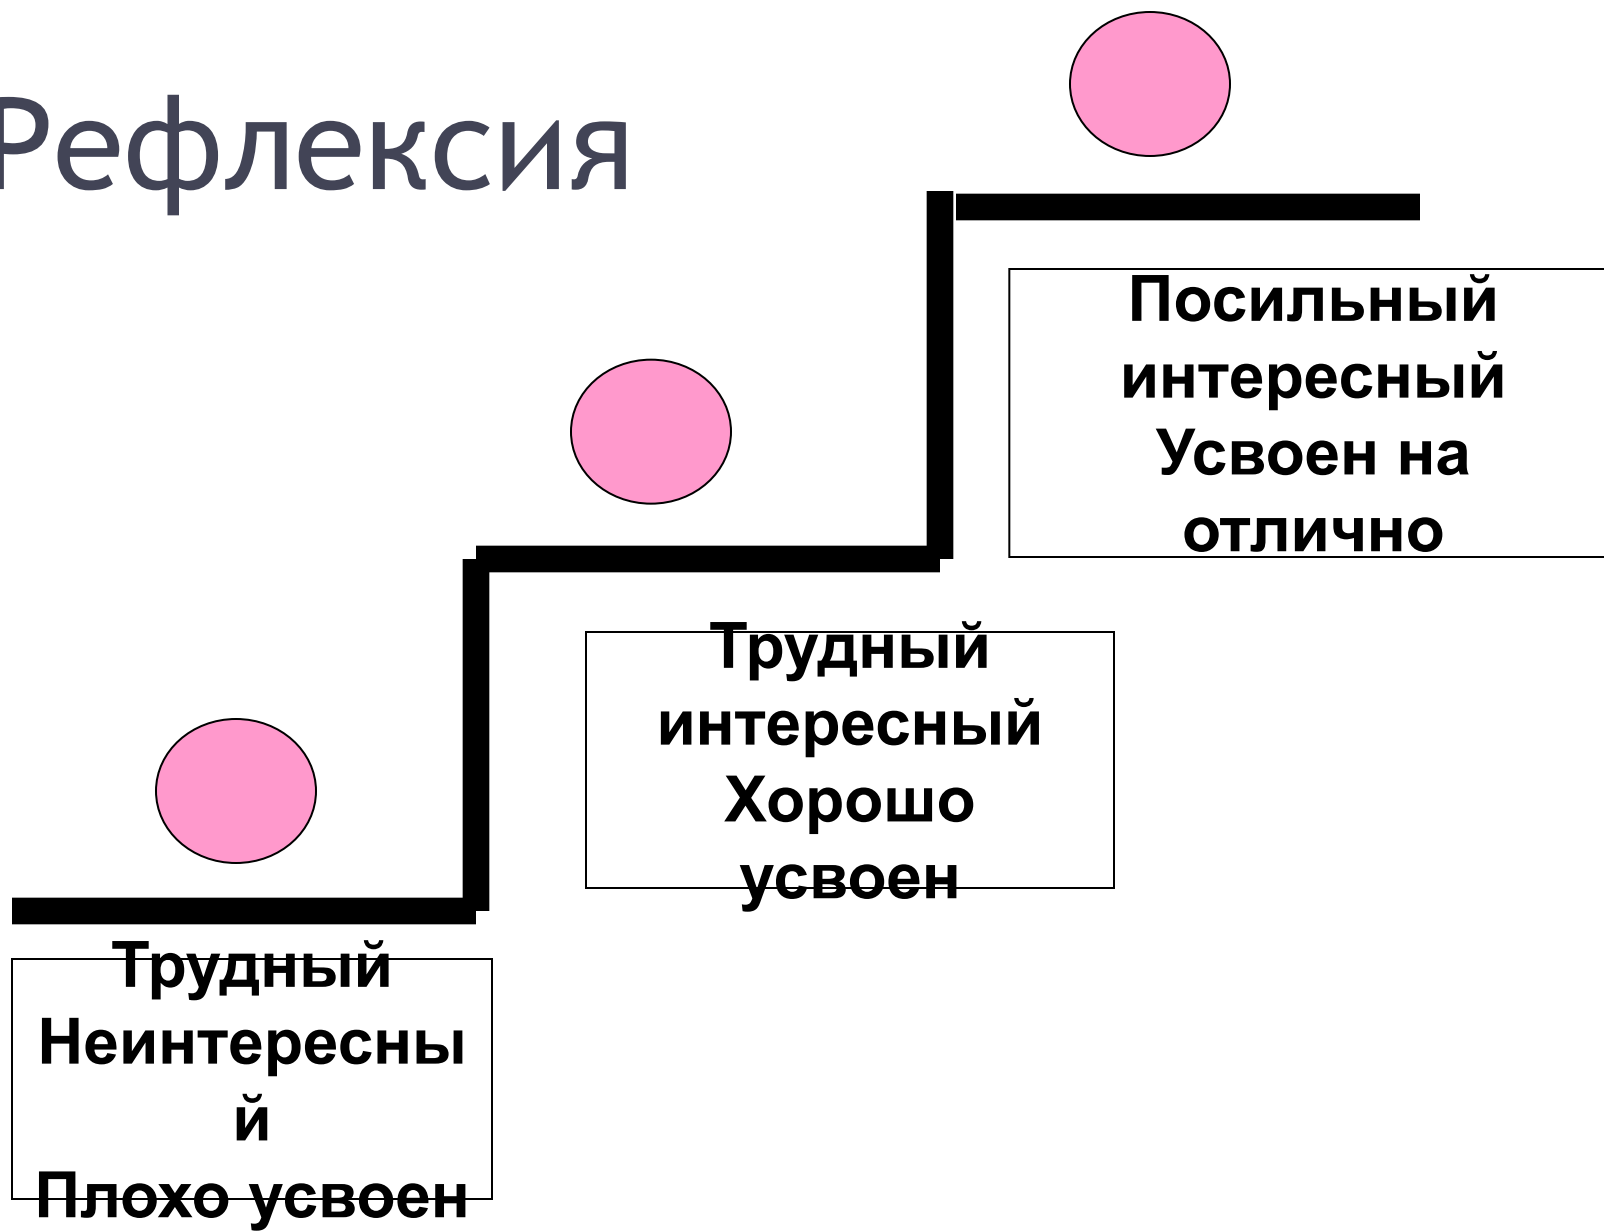 Рефлексия
Посильный
интересный
Усвоен на
отлично
Трудный
интересный
Хорошо
усвоен
Трудный
Неинтересны
й
Плохо усвоен